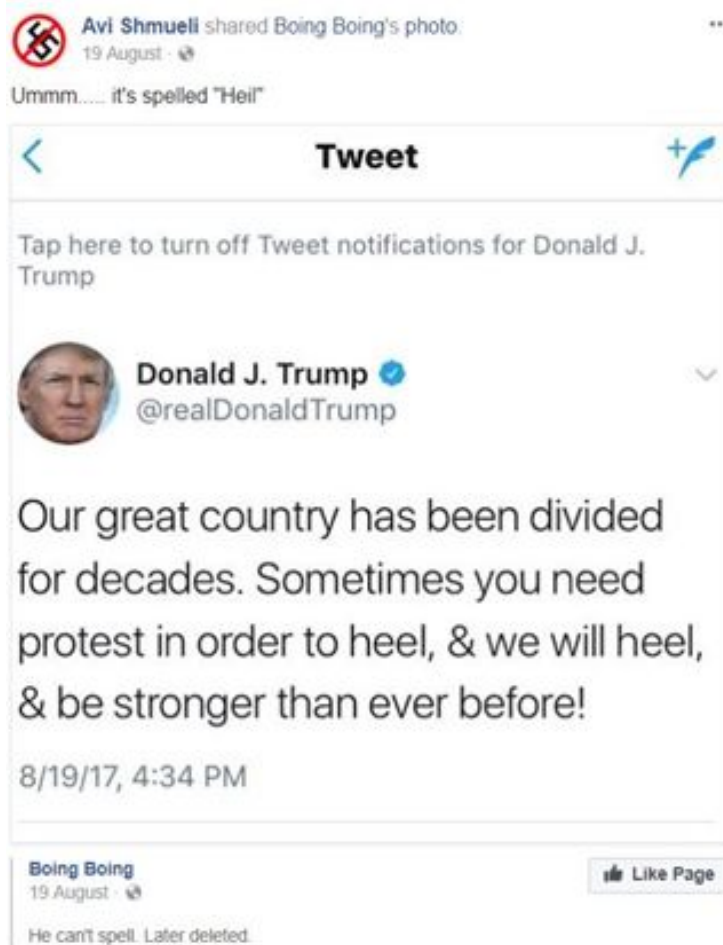 Avi Shmueli shared Boing Boing's photo.
19 August ·
Ummm..... it's spelled "Heil"
Tweet
Tap here to turn off Tweet notifications for Donald J.
Trump
Donald J. Trump
@realDonaldTrump
Our great country has been divided
for decades. Sometimes you need
protest in order to heel, & we will heel,
& be stronger than ever before!
8/19/17, 4:34 PM
Boing Boing
19 August ·
Like Page
He can't spell. Later deleted.